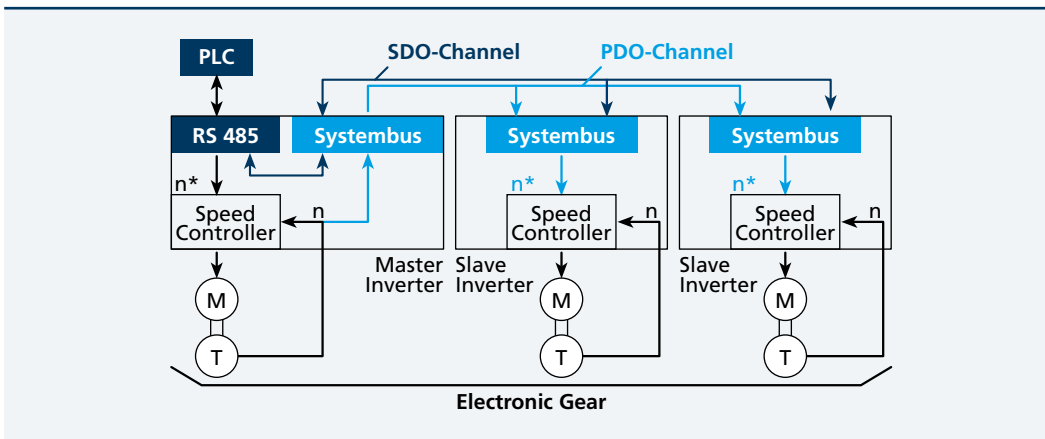 PLC
SDO-Channel
PDO-Channel
RS 485
Systembus
Systembus
Systembus
n*
n*
n*
Speed
Controller
n
Speed
Controller
n
Speed
Controller
n
Master
Inverter
Slave
Inverter
Slave
Inverter
M
M
M
T
T
T
Electronic Gear